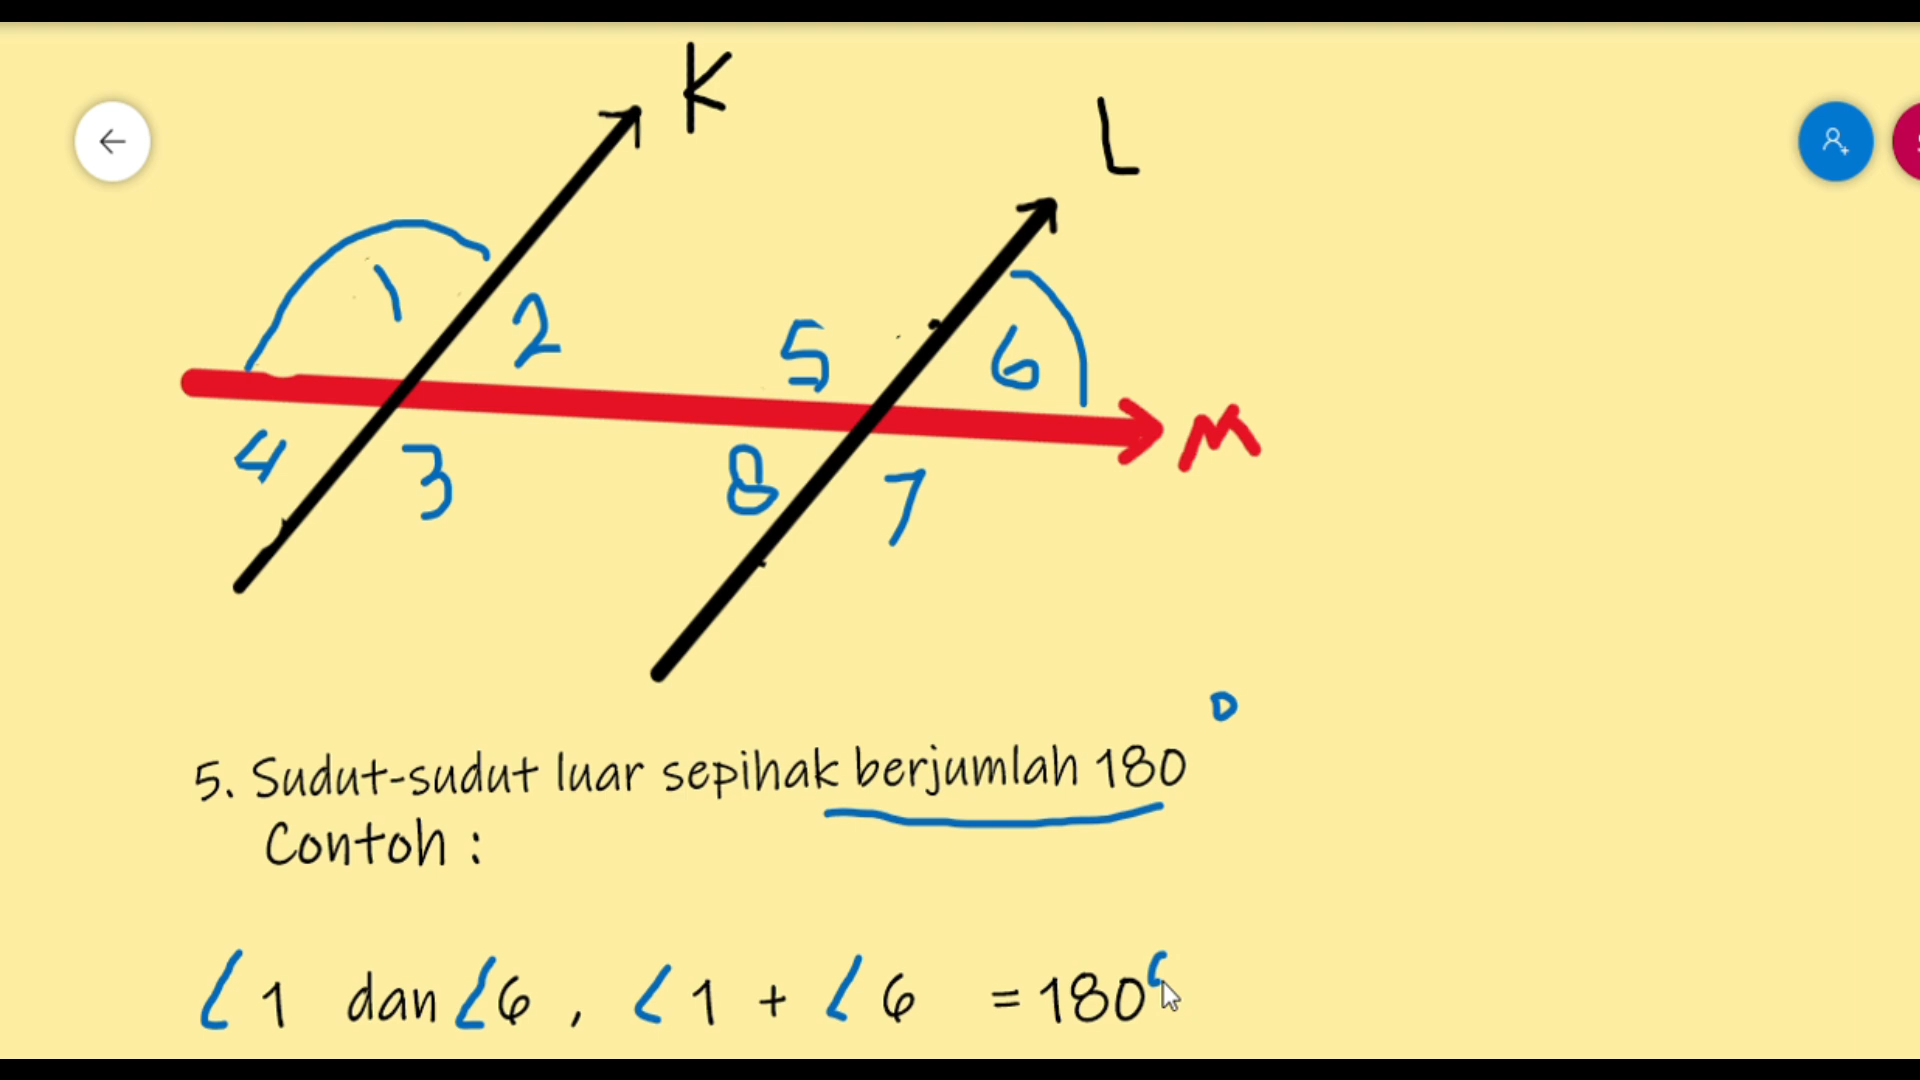 K
L
1 2 5 6
M
4 3 8 7
5. Sudut-sudut luar sepihak berjumlah 180°
Contoh :
∠1 dan ∠6 , ∠1 + ∠6 = 180